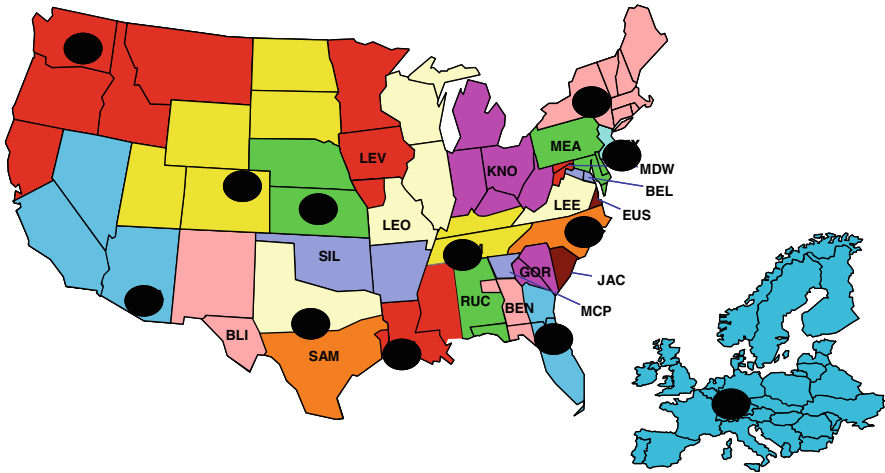 MEA
MDW
LEV
KNO
BEL
LEE
EUS
LEO
SIL
GOR
JAC
RUC
BEN
MCP
BLI
SAM